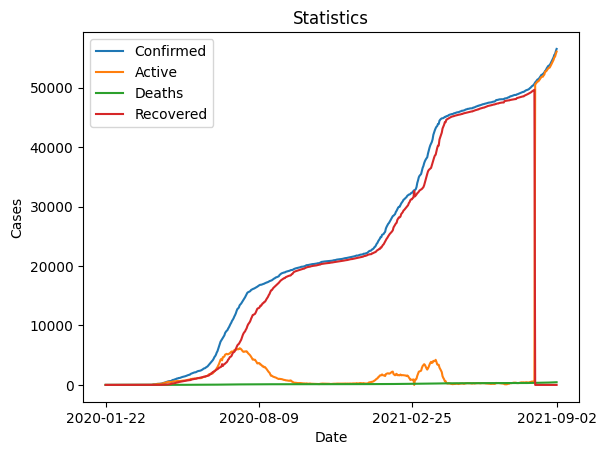 Statistics
Confirmed
Active
Deaths
Recovered
Cases
50000
40000
30000
20000
10000
0
2020-01-22
2020-08-09
2021-02-25
2021-09-02
Date